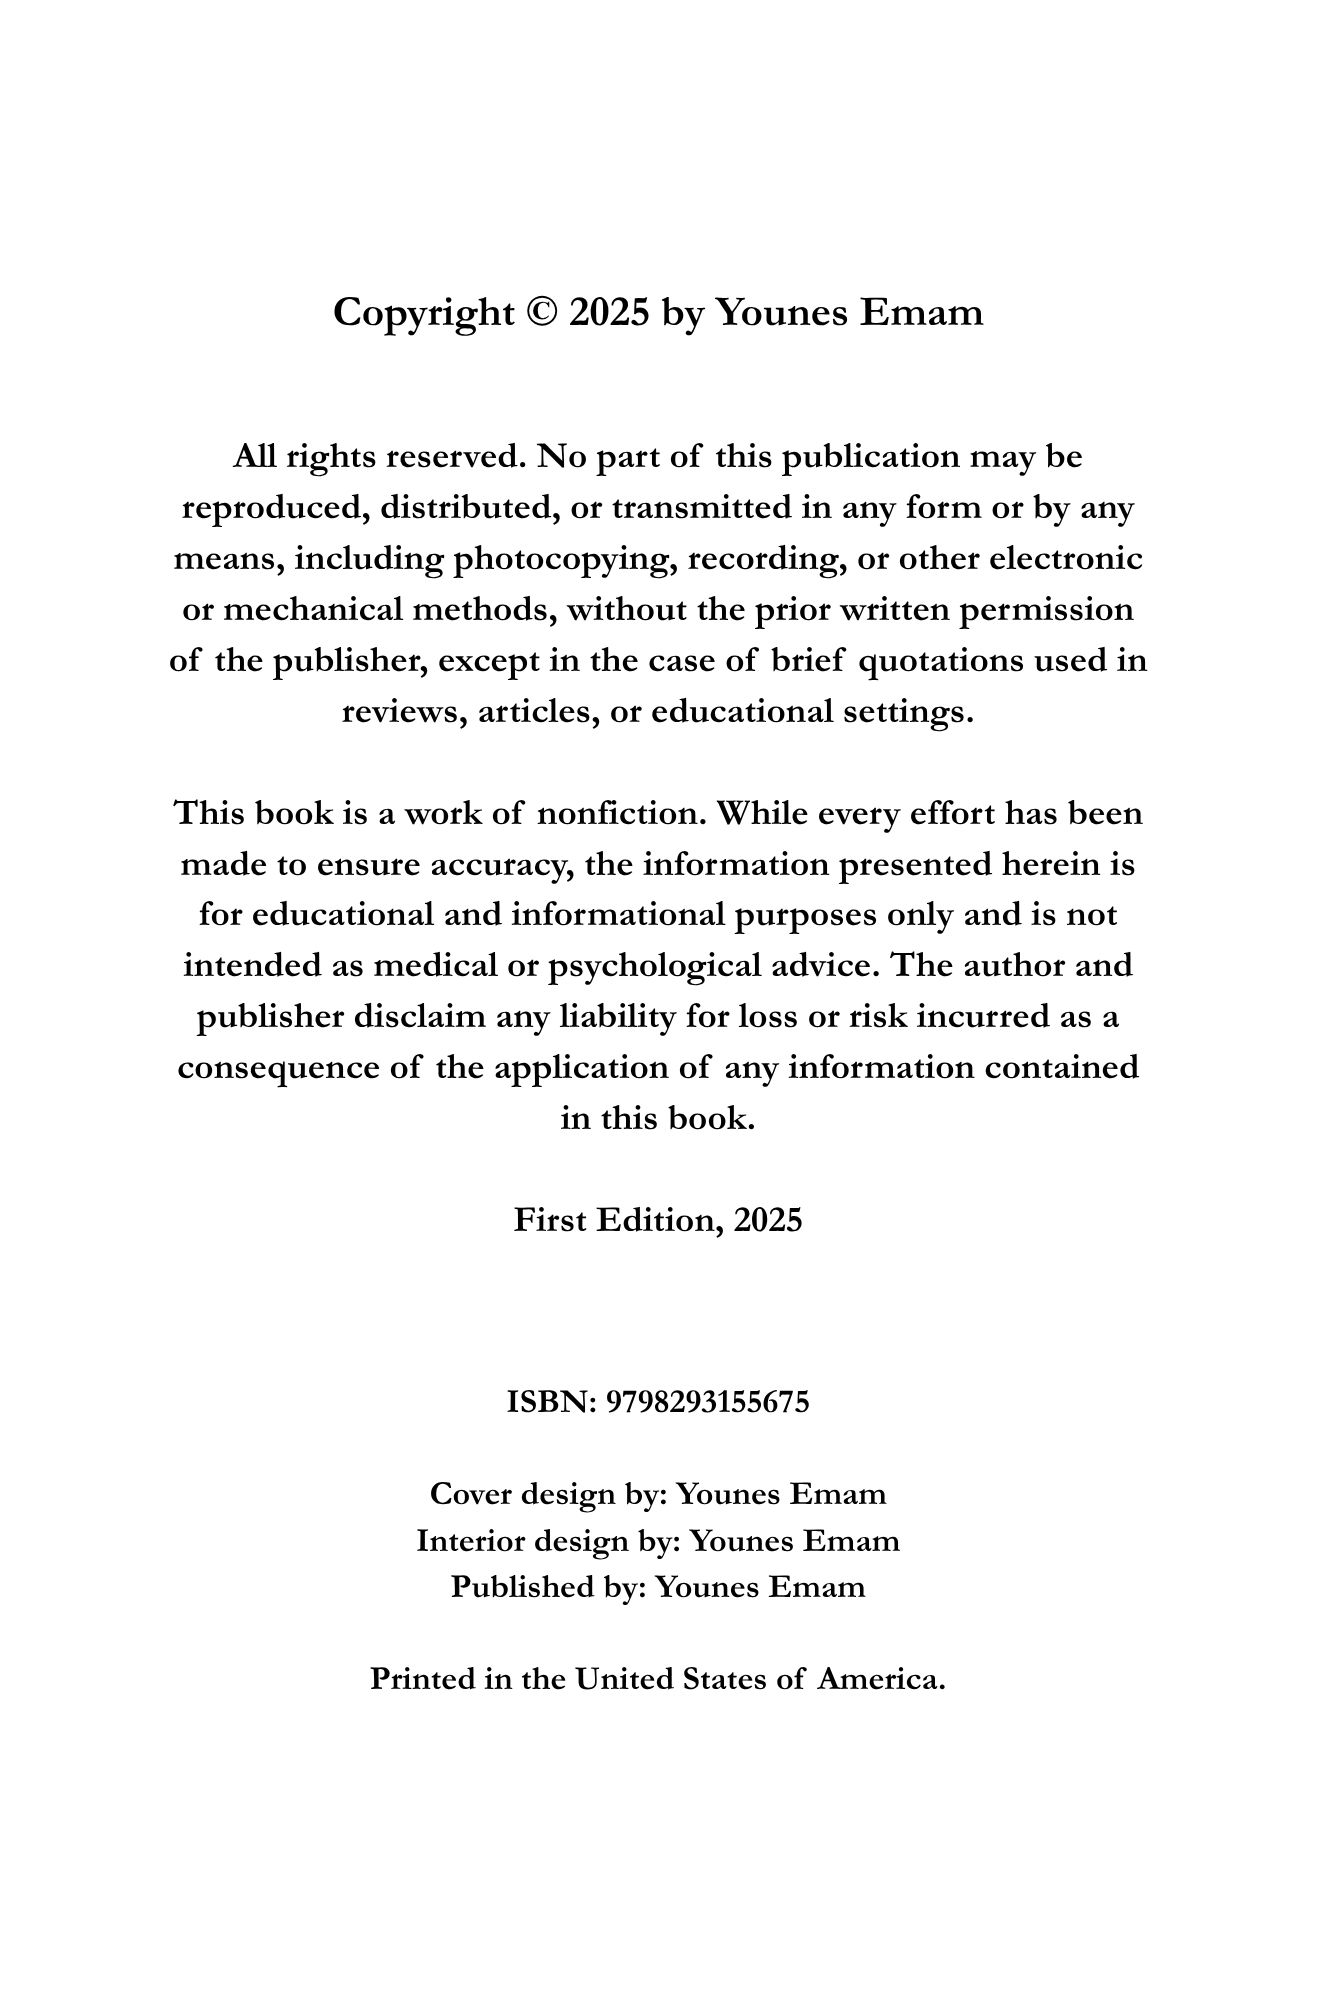 Copyright © 2025 by Younes Emam
All rights reserved. No part of this publication may be
reproduced, distributed, or transmitted in any form or by any
means, including photocopying, recording, or other electronic
or mechanical methods, without the prior written permission
of the publisher, except in the case of brief quotations used in
reviews, articles, or educational settings.
This book is a work of nonfiction. While every effort has been
made to ensure accuracy, the information presented herein is
for educational and informational purposes only and is not
intended as medical or psychological advice. The author and
publisher disclaim any liability for loss or risk incurred as a
consequence of the application of any information contained
in this book.
First Edition, 2025
ISBN: 9798293155675
Cover design by: Younes Emam
Interior design by: Younes Emam
Published by: Younes Emam
Printed in the United States of America.